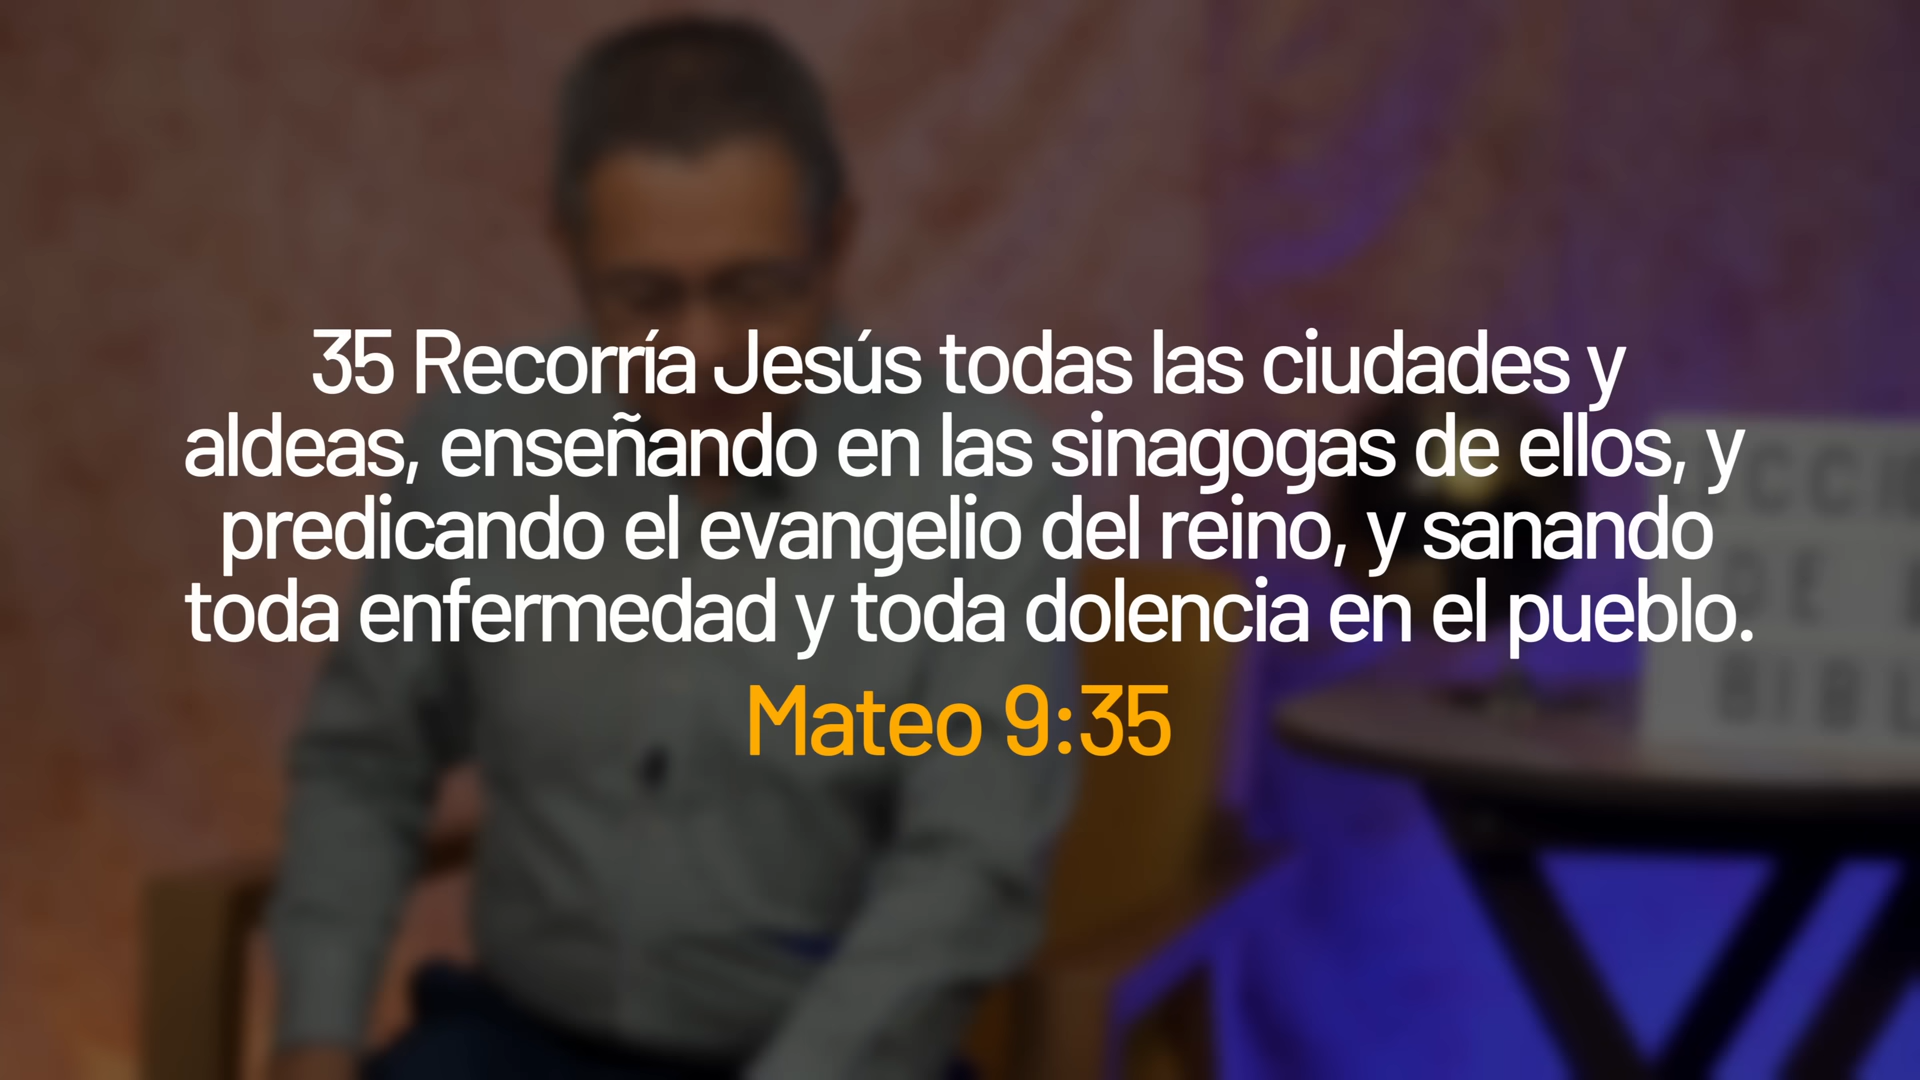 35 Recorría Jesús todas las ciudades y
aldeas, enseñando en las sinagogas de ellos, y
predicando el evangelio del reino, y sanando
toda enfermedad y toda dolencia en el pueblo.
Mateo 9:35